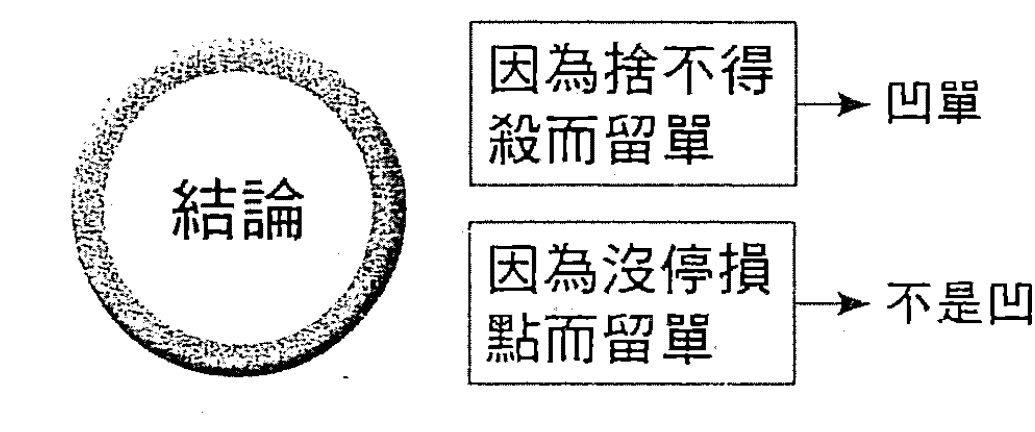 結論
因為捨不得
殺而留單
凹單
因為沒停損
點而留單
不是凹